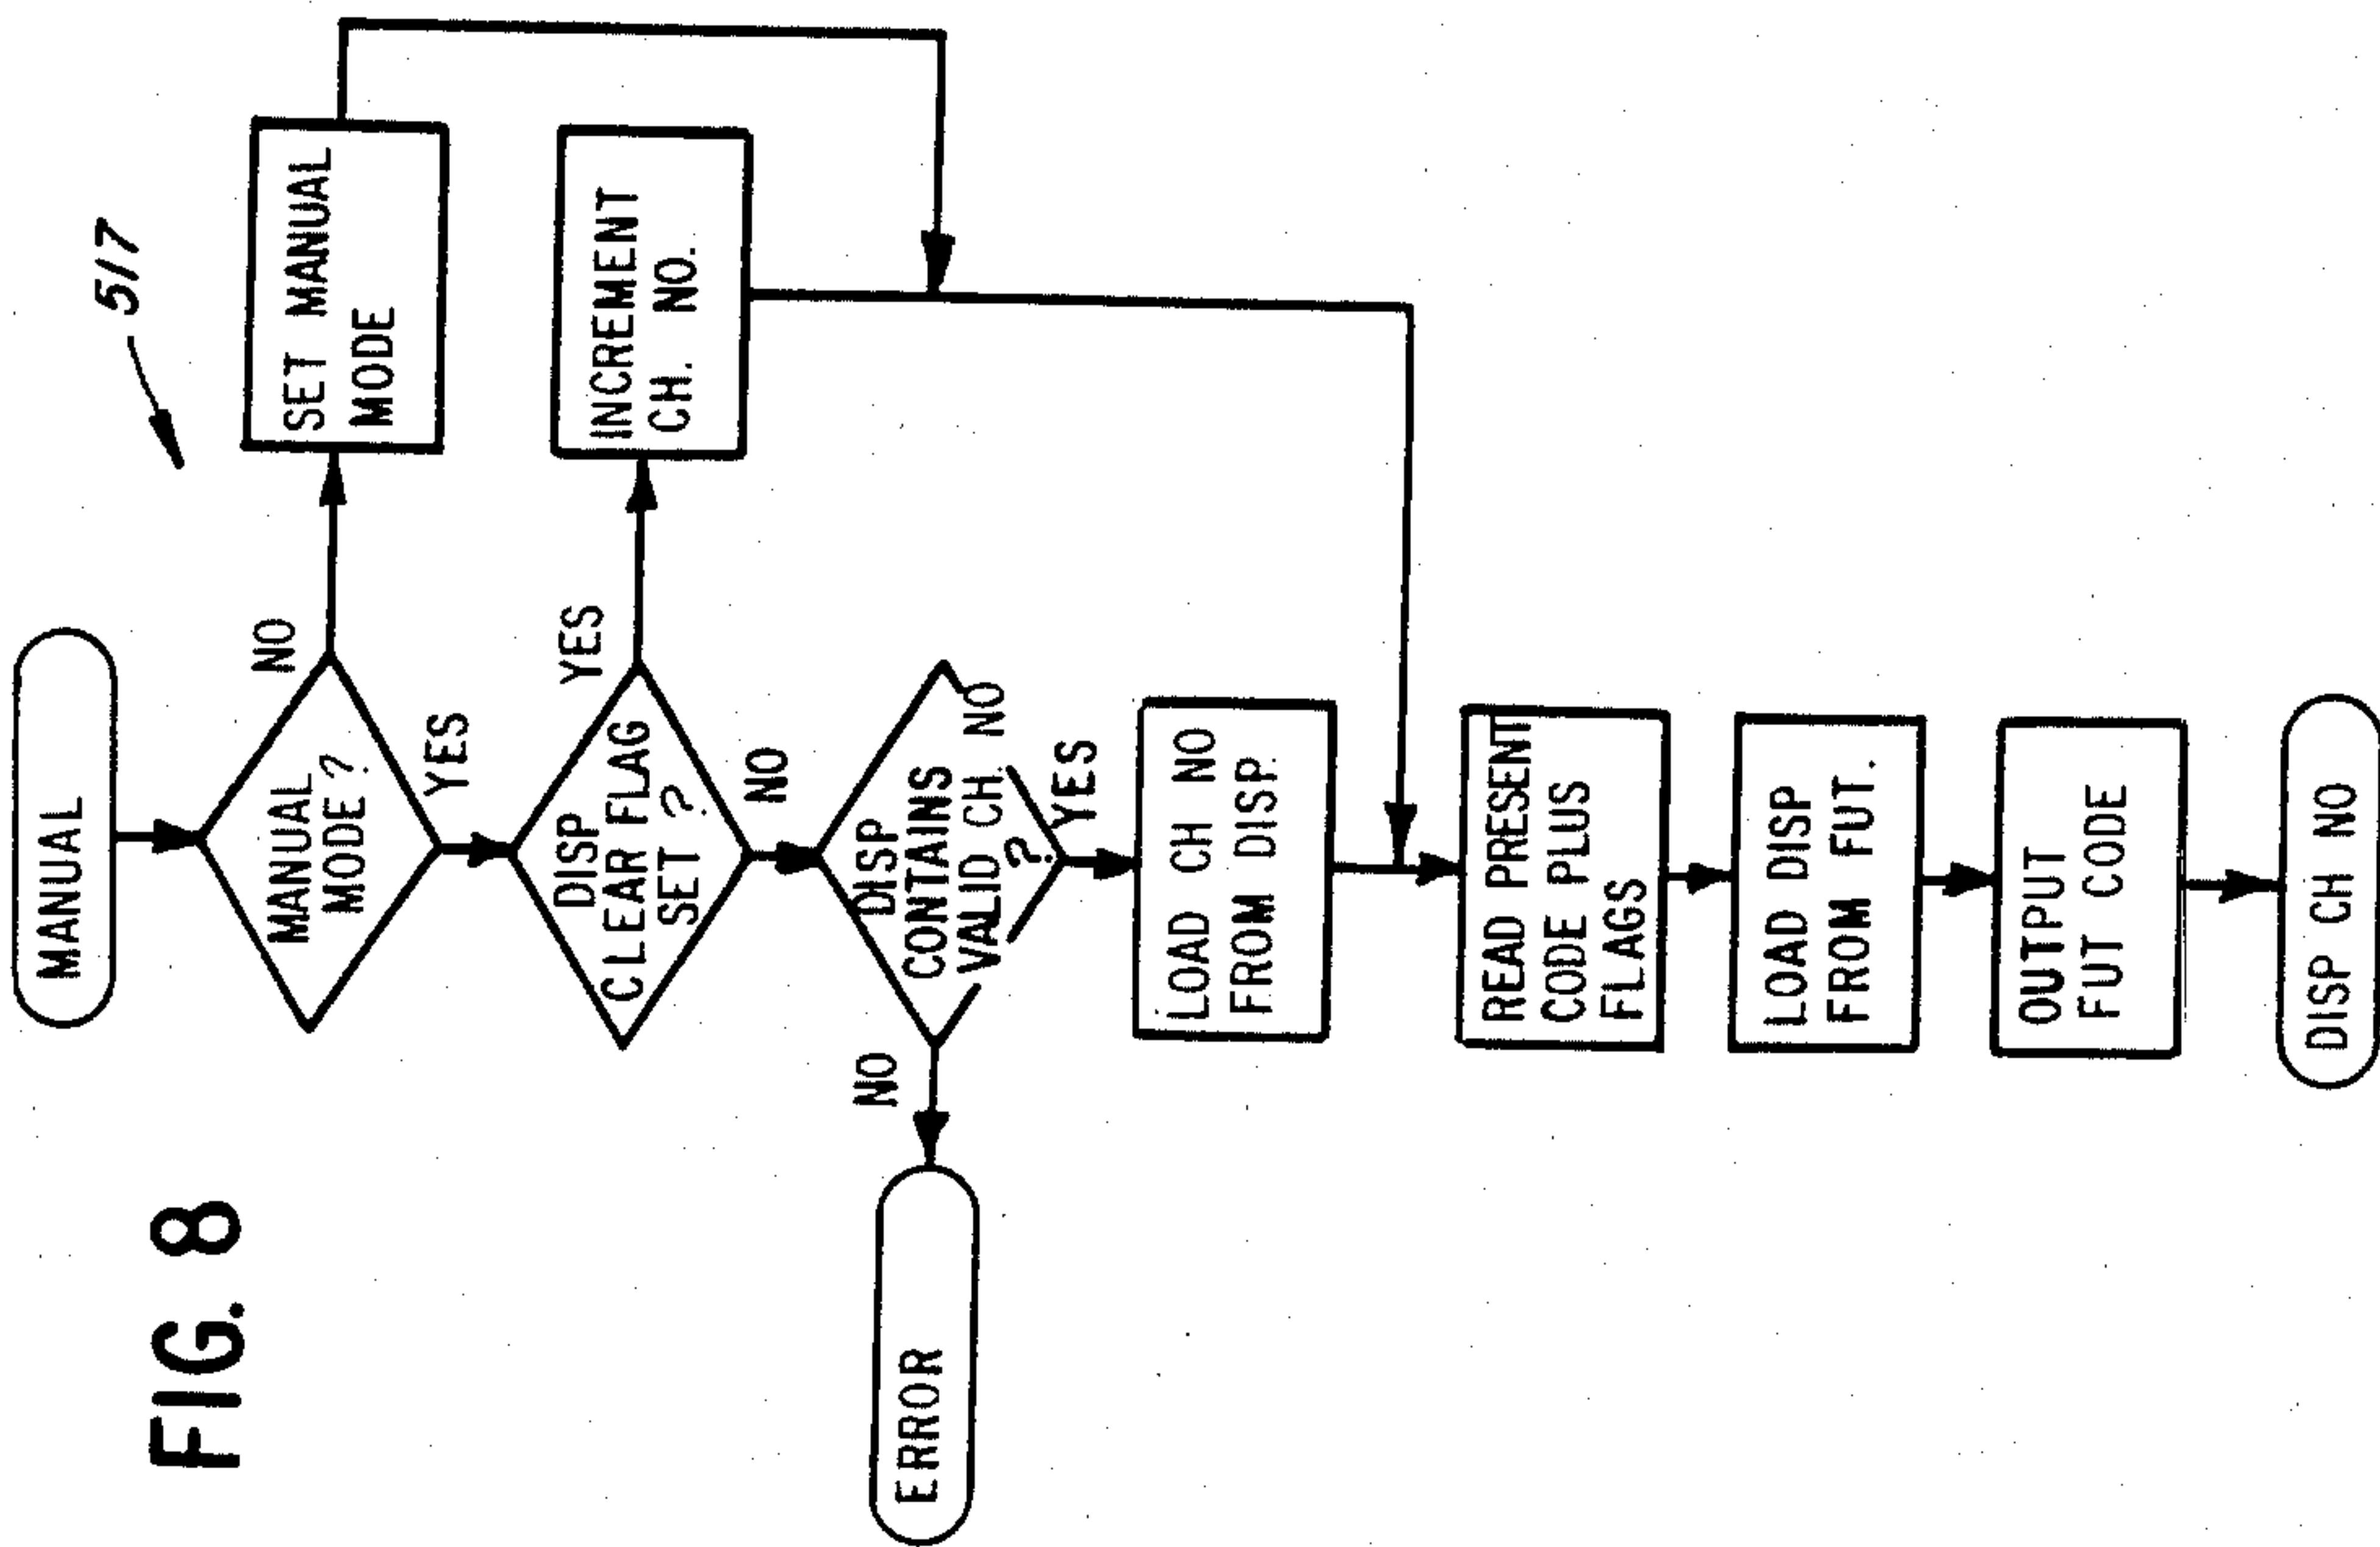 FIG. 8
517
MANUAL
MANUAL
MODE?
NO
YES
SET MANUAL
MODE
DISP
CLEAR FLAG
SET ?
YES
NO
INCREMENT
CH. NO.
DISP
CONTAINS
VALID CH. NO
?
NO
YES
ERROR
LOAD CH NO
FROM DISP.
READ PRESENT
CODE PLUS
FLAGS
LOAD DISP
FROM FUT.
OUTPUT
FUT CODE
DISP CH NO